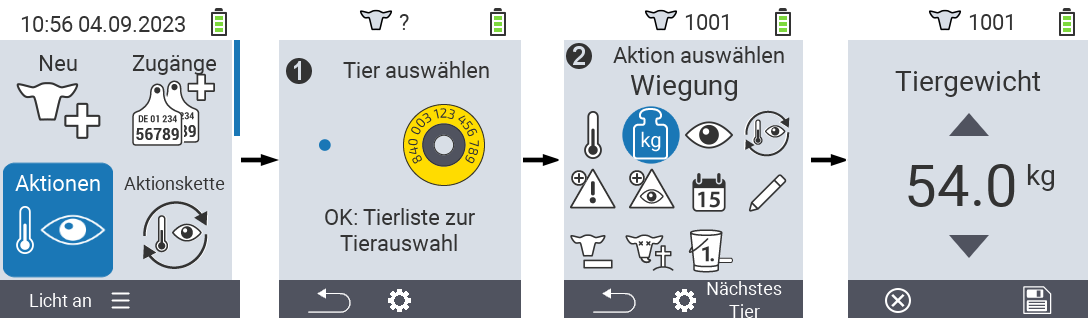 10:56 04.09.2023
Neu
Zugänge
DE 01 234
56789
234
89
Aktionen
Aktionskette
Licht an
?
1
Tier auswählen
840 003 123 456 789
OK: Tierliste zur
Tierauswahl
1001
2
Aktion auswählen
Wiegung
kg
15
1.
Nächstes
Tier
1001
Tiergewicht
54.0 kg